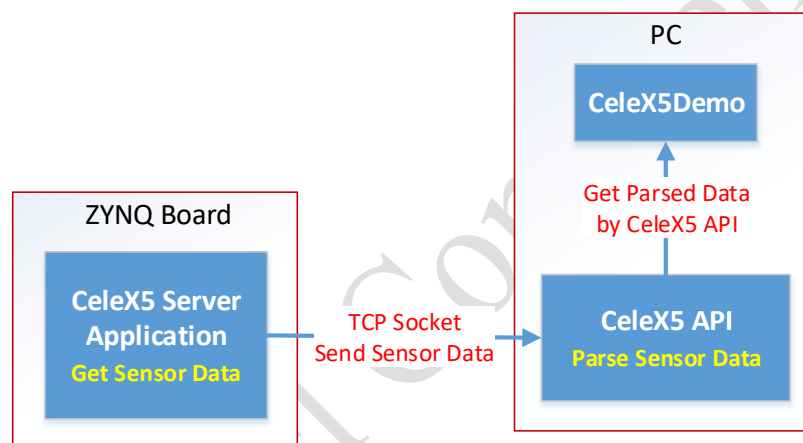 PC
CeleX5Demo
Get Parsed Data
by CeleX5 API
ZYNQ Board
CeleX5 Server
Application
Get Sensor Data
TCP Socket
Send Sensor Data
CeleX5 API
Parse Sensor Data